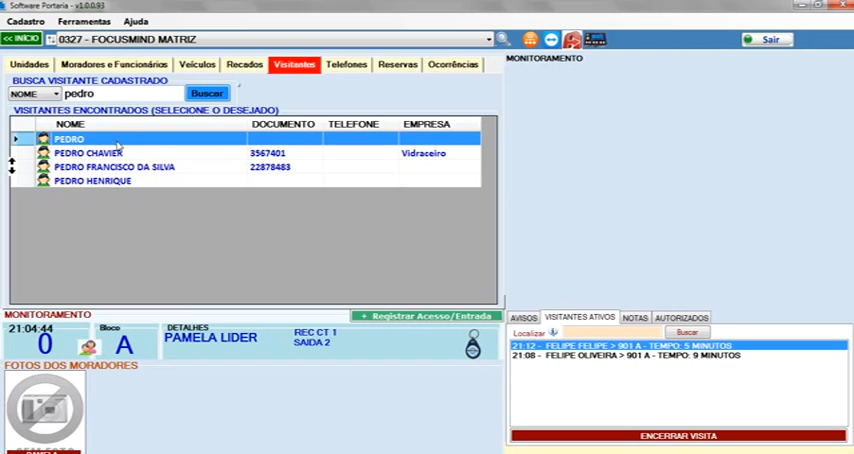 Software Portaria - v1.0.0.93
Cadastro Ferramentas Ajuda
<< INÍCIO 0327 - FOCUSMIND MATRIZ Sair
Unidades Moradores e Funcionários Veículos Recados Visitantes Telefones Reservas Ocorrências
MONITORAMENTO
BUSCA VISITANTE CADASTRADO
NOME pedro Buscar
VISITANTES ENCONTRADOS (SELECIONE O DESEJADO)
NOME DOCUMENTO TELEFONE EMPRESA
PEDRO
PEDRO CHAVIER 3567401 Vidraceiro
PEDRO FRANCISCO DA SILVA 22878483
PEDRO HENRIQUE
MONITORAMENTO + Registrar Acesso/Entrada
21:04:44 Bloco DETALHES
0 A PAMELA LIDER REC CT 1
SAIDA 2
FOTOS DOS MORADORES
PAMELA
AVISOS VISITANTES ATIVOS NOTAS AUTORIZADOS
Localizar Buscar
21:12 - FELIPE FELIPE > 901 A - TEMPO: 5 MINUTOS
21:08 - FELIPE OLIVEIRA > 901 A - TEMPO: 9 MINUTOS
ENCERRAR VISITA